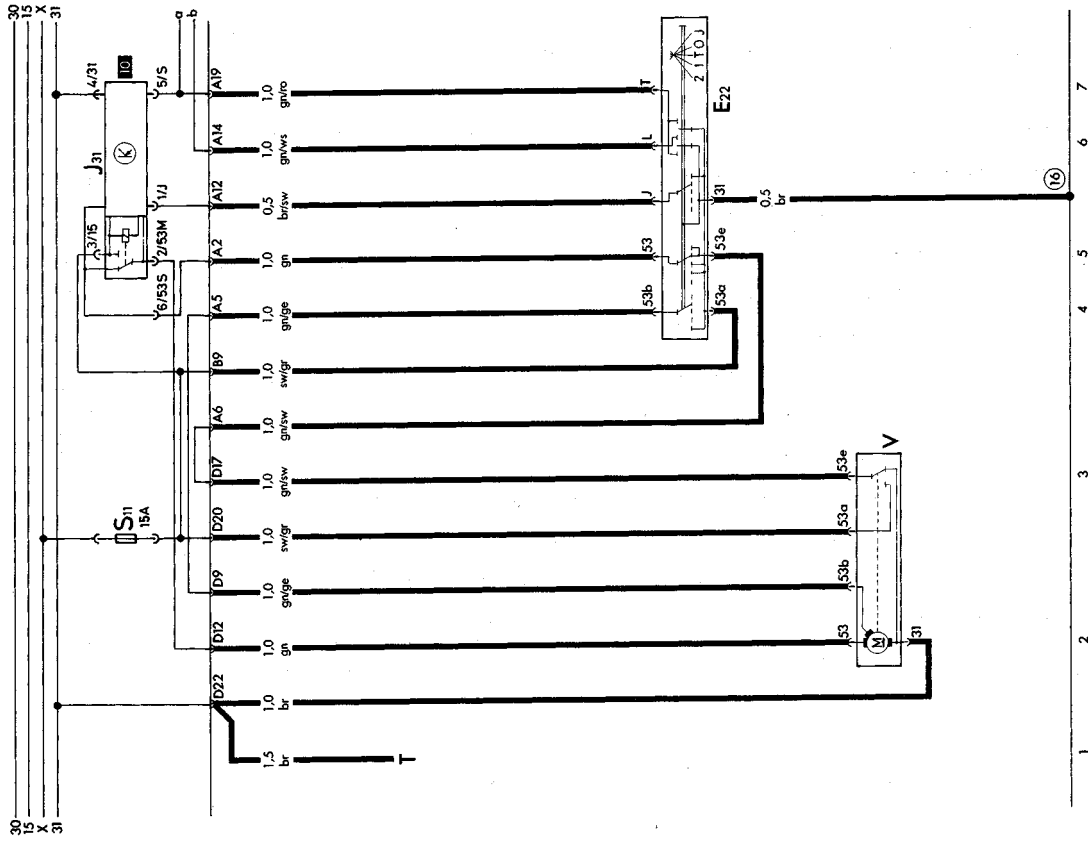 30
15
X
31
30
15
X
31
a
b
4/31
10
5/S
J31
K
3/15
1/J
2/53M
6/53S
S11
15A
D22
D12
D9
D20
D17
A6
B9
A5
A2
A12
A14
A19
1,5
br
1,0
br
1,0
gn
1,0
gn/ge
1,0
sw/gr
1,0
gn/sw
1,0
gn/sw
1,0
sw/gr
1,0
gn/ge
1,0
gn
0,5
br/sw
1,0
gn/ws
1,0
gn/ro
T
53b
53
J
L
T
2 1 T O J
E22
53a
53e
31
0,5
br
16
53
53b
53a
53e
V
M
31
1
2
3
4
5
6
7